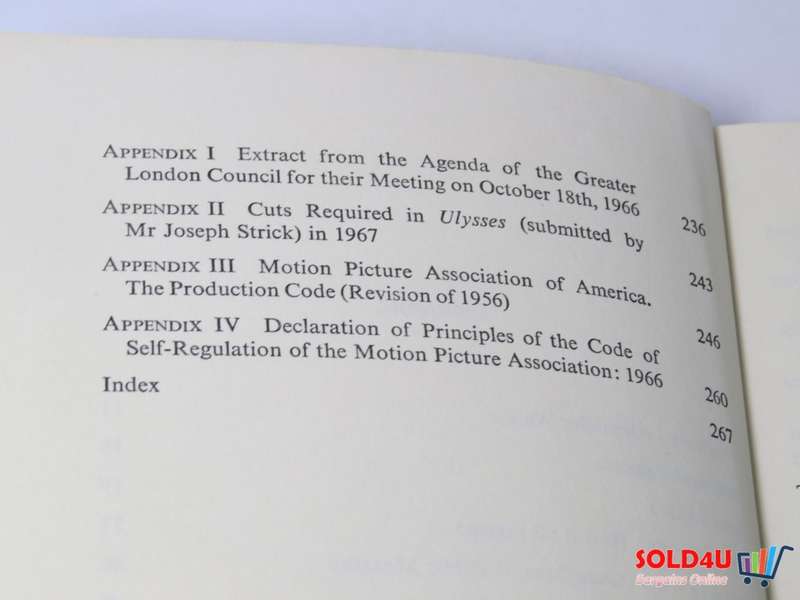 APPENDIX I Extract from the Agenda of the Greater
London Council for their Meeting on October 18th, 1966 236
APPENDIX II Cuts Required in Ulysses (submitted by
Mr Joseph Strick) in 1967 243
APPENDIX III Motion Picture Association of America.
The Production Code (Revision of 1956) 246
APPENDIX IV Declaration of Principles of the Code of
Self-Regulation of the Motion Picture Association: 1966 260
Index 267
SOLD4U
Bargains Online